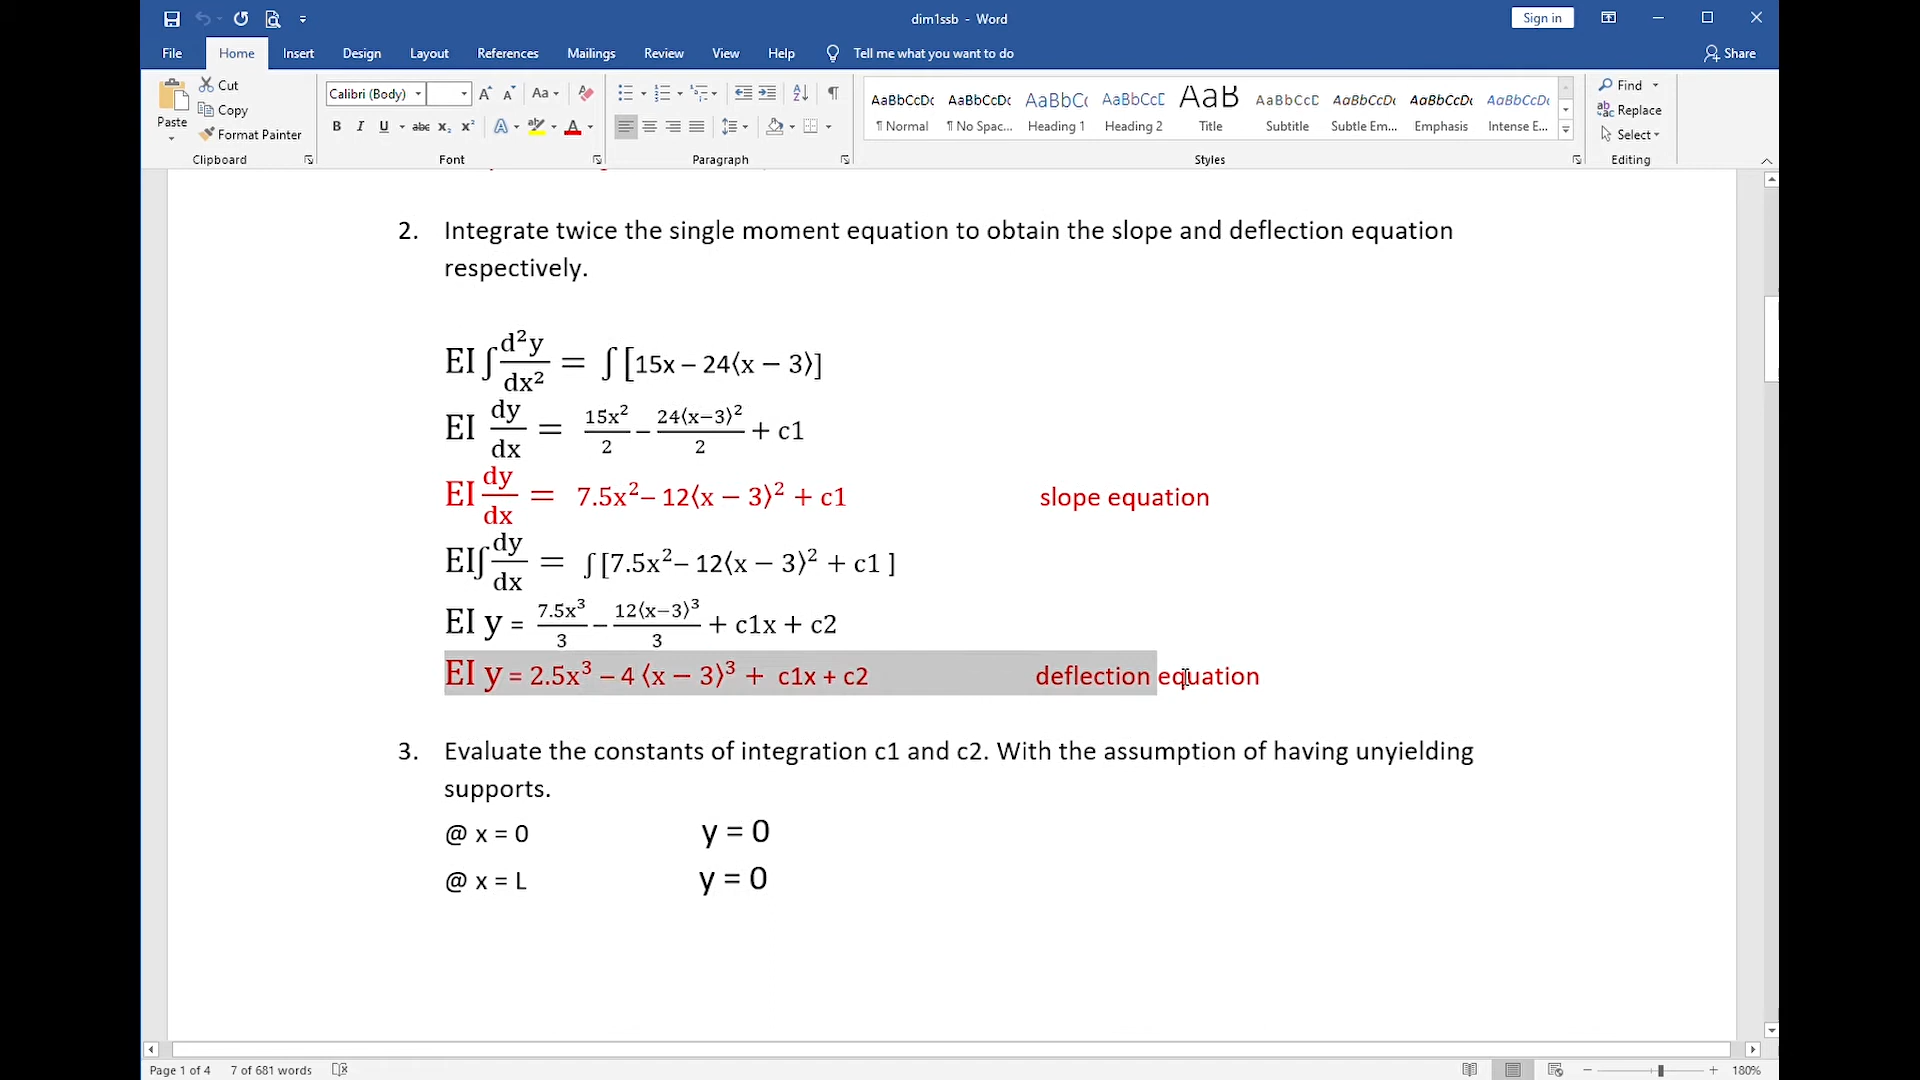 dim1ssb - Word
Sign in
File Home Insert Design Layout References Mailings Review View Help Tell me what you want to do Share
Paste
Cut
Copy
Format Painter
Clipboard
Calibri (Body)
Font
Paragraph
AaBbCcDc AaBbCcDc AaBbCc AaBbCcD AaB AaBbCcD AaBbCcDc AaBbCcDc AaBbCcDc
¶ Normal ¶ No Spac... Heading 1 Heading 2 Title Subtitle Subtle Em... Emphasis Intense E...
Styles
Find
Replace
Select
Editing
2. Integrate twice the single moment equation to obtain the slope and deflection equation
respectively.
EI ∫ d²y/dx² = ∫ [15x – 24⟨x − 3⟩]
EI dy/dx = 15x²/2 – 24⟨x−3⟩²/2 + c1
EI dy/dx = 7.5x² – 12⟨x − 3⟩² + c1 slope equation
EI∫ dy/dx = ∫ [7.5x² – 12⟨x − 3⟩² + c1 ]
EI y = 7.5x³/3 – 12⟨x−3⟩³/3 + c1x + c2
EI y = 2.5x³ – 4 ⟨x − 3⟩³ + c1x + c2 deflection equation
3. Evaluate the constants of integration c1 and c2. With the assumption of having unyielding
supports.
@ x = 0 y = 0
@ x = L y = 0
Page 1 of 4 7 of 681 words 180%